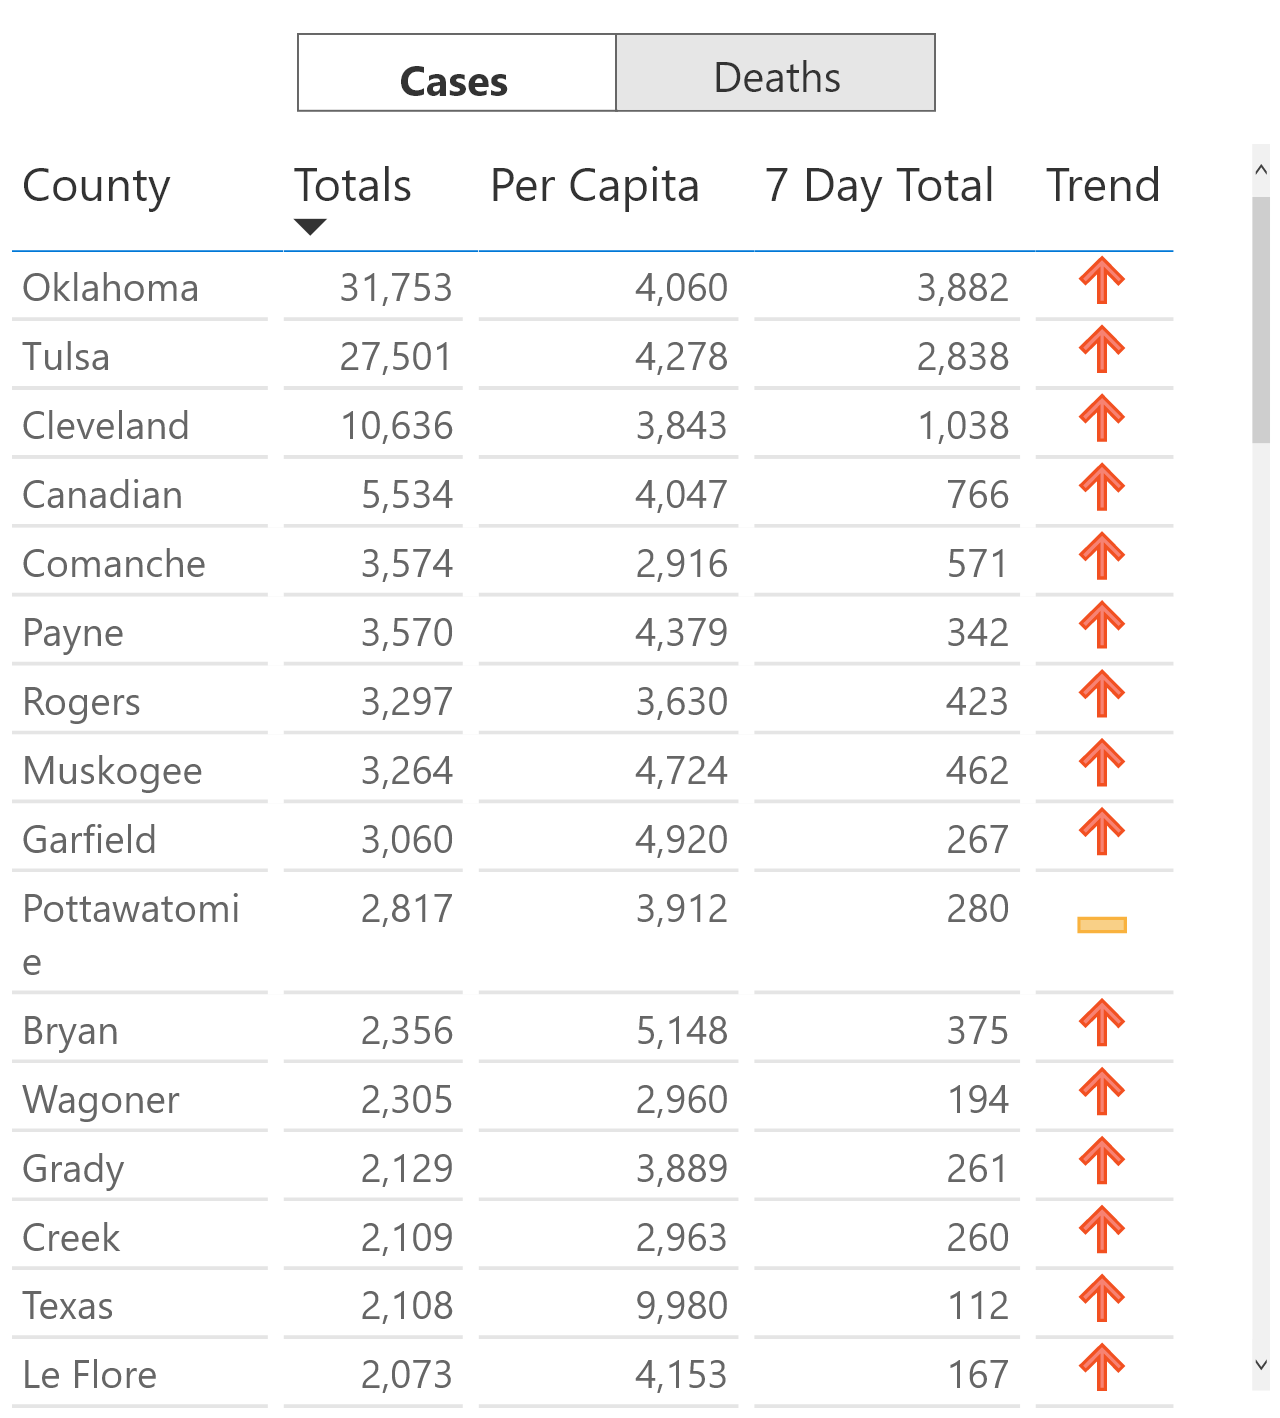 Cases Deaths
County Totals Per Capita 7 Day Total Trend
Oklahoma 31,753 4,060 3,882
Tulsa 27,501 4,278 2,838
Cleveland 10,636 3,843 1,038
Canadian 5,534 4,047 766
Comanche 3,574 2,916 571
Payne 3,570 4,379 342
Rogers 3,297 3,630 423
Muskogee 3,264 4,724 462
Garfield 3,060 4,920 267
Pottawatomi 2,817 3,912 280
e
Bryan 2,356 5,148 375
Wagoner 2,305 2,960 194
Grady 2,129 3,889 261
Creek 2,109 2,963 260
Texas 2,108 9,980 112
Le Flore 2,073 4,153 167